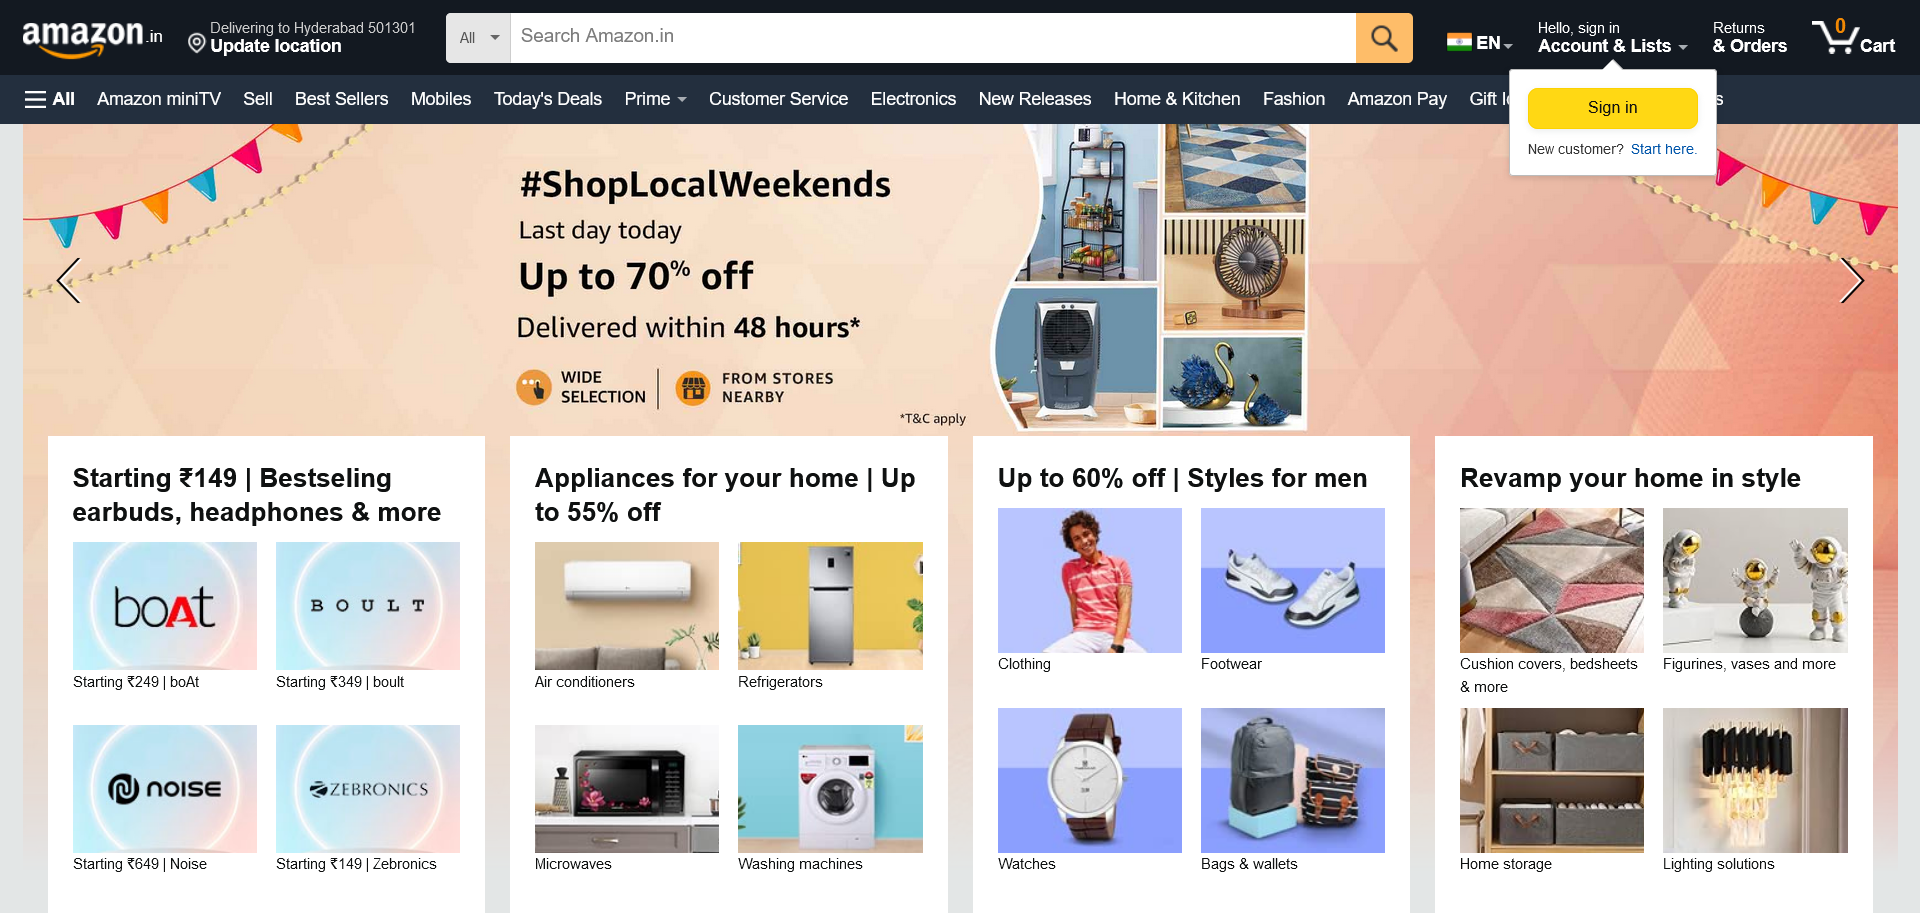 amazon.in
Delivering to Hyderabad 501301
Update location
All
Search Amazon.in
EN
Hello, sign in
Account & Lists
Returns
& Orders
0
Cart
All
Amazon miniTV
Sell
Best Sellers
Mobiles
Today's Deals
Prime
Customer Service
Electronics
New Releases
Home & Kitchen
Fashion
Amazon Pay
Gift
Sign in
New customer? Start here.
#ShopLocalWeekends
Last day today
Up to 70% off
Delivered within 48 hours*
WIDE
SELECTION
FROM STORES
NEARBY
*T&C apply
Starting ₹149 | Bestseling
earbuds, headphones & more
boAt
BOULT
Starting ₹249 | boAt
Starting ₹349 | boult
noise
ZEBRONICS
Starting ₹649 | Noise
Starting ₹149 | Zebronics
Appliances for your home | Up
to 55% off
Air conditioners
Refrigerators
Microwaves
Washing machines
Up to 60% off | Styles for men
Clothing
Footwear
Watches
Bags & wallets
Revamp your home in style
Cushion covers, bedsheets
& more
Figurines, vases and more
Home storage
Lighting solutions